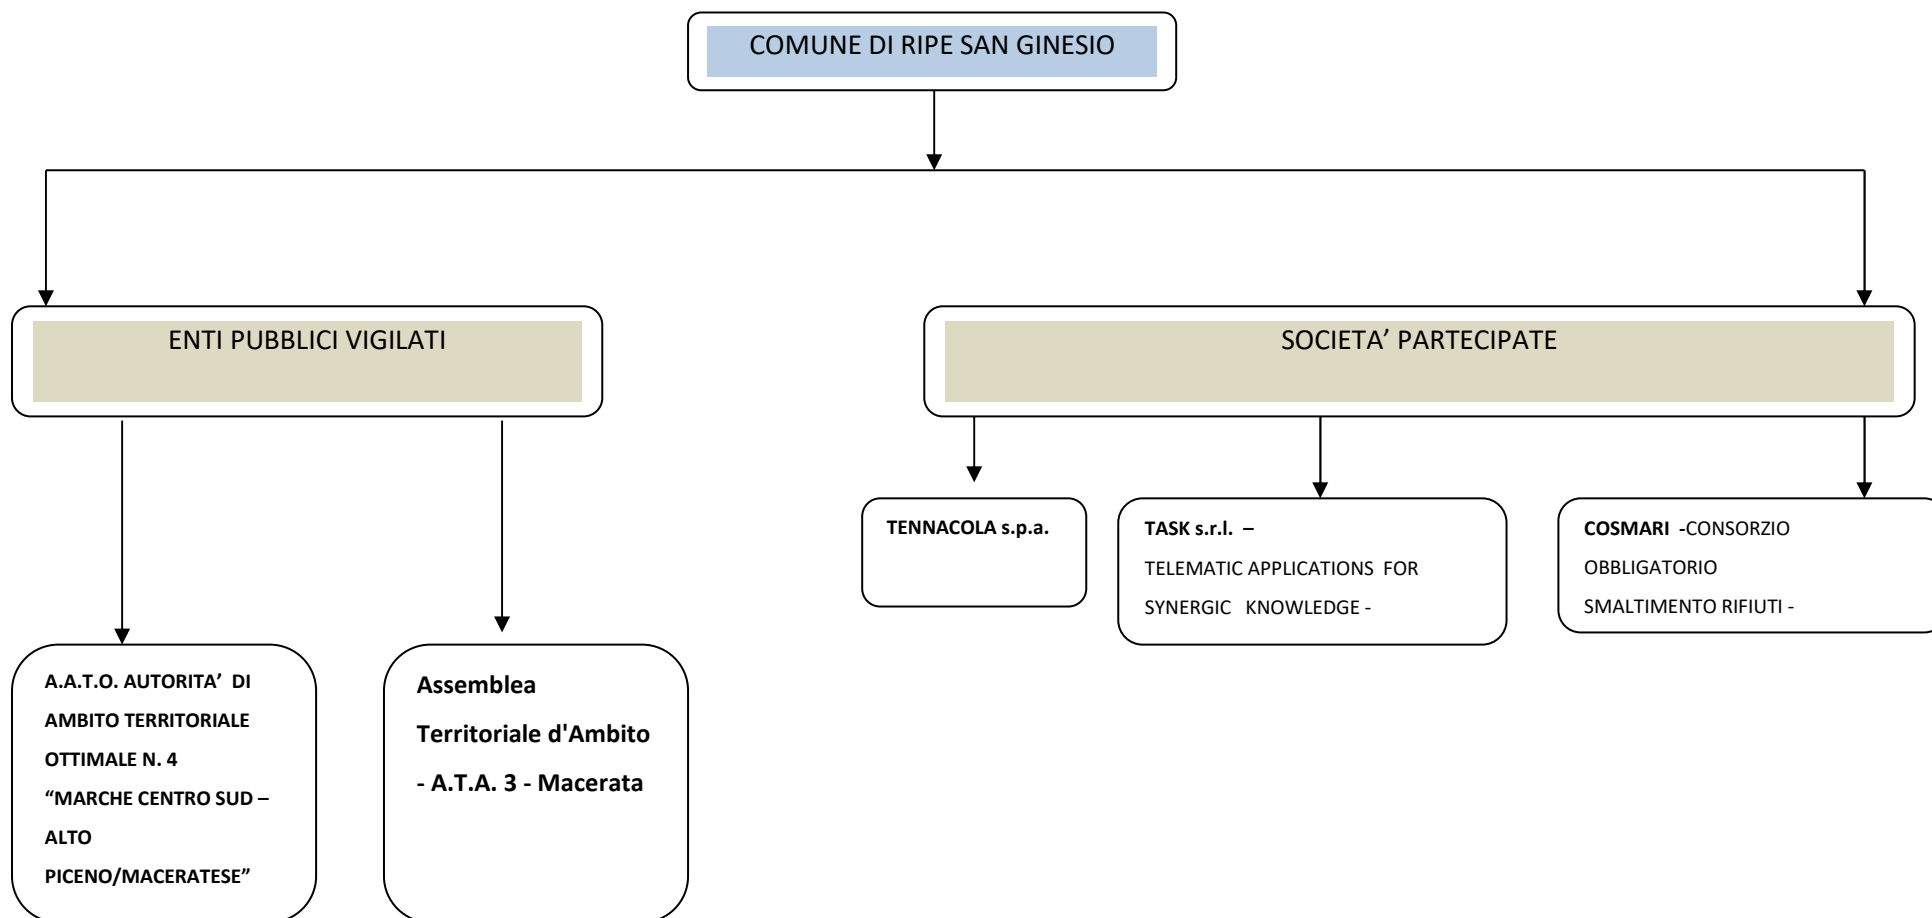 COMUNE DI RIPE SAN GINESIO
ENTI PUBBLICI VIGILATI
SOCIETA’ PARTECIPATE
TENNACOLA s.p.a.
TASK s.r.l. –
TELEMATIC APPLICATIONS FOR
SYNERGIC KNOWLEDGE -
COSMARI -CONSORZIO
OBBLIGATORIO
SMALTIMENTO RIFIUTI -
A.A.T.O. AUTORITA’ DI
AMBITO TERRITORIALE
OTTIMALE N. 4
“MARCHE CENTRO SUD –
ALTO
PICENO/MACERATESE”
Assemblea
Territoriale d'Ambito
- A.T.A. 3 - Macerata